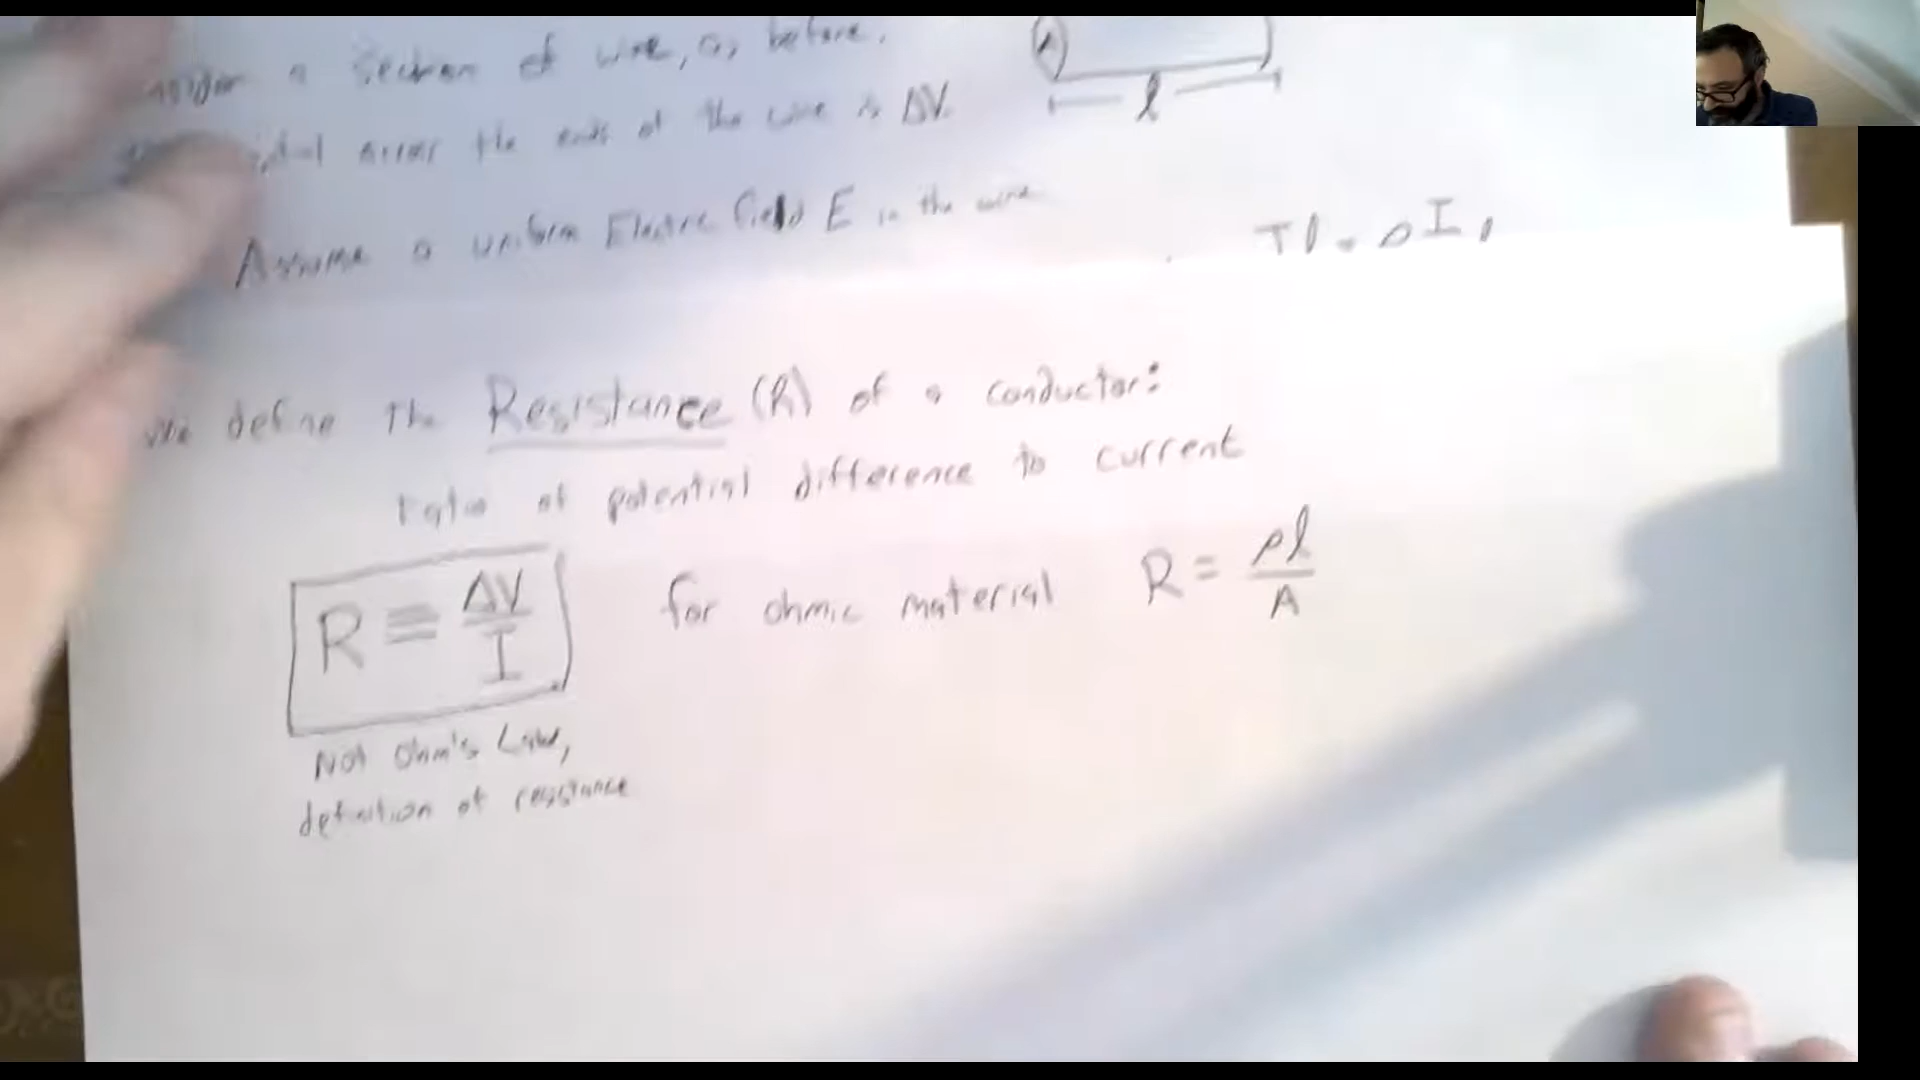 a section of wire, as before.
A
across the ends of the wire is ΔV.
l
Assume a uniform Electric field E in the wire
We define the Resistance (R) of a conductor:
ratio of potential difference to current
R ≡ ΔV/I for ohmic material R = ρl/A
Not Ohm's Law,
definition of resistance